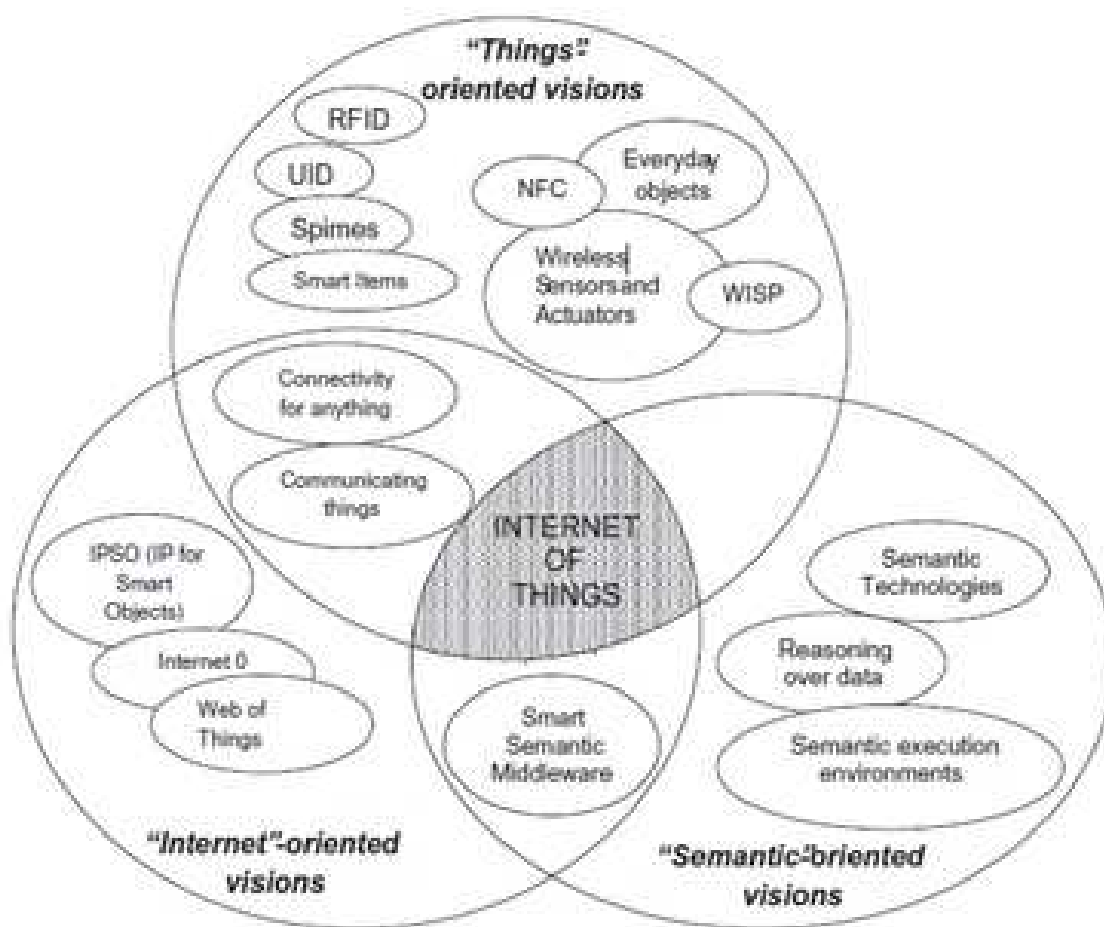 “Things”-
oriented visions
RFID
UID
Spimes
Smart Items
NFC
Everyday
objects
Wireless
Sensors and
Actuators
WISP
Connectivity
for anything
Communicating
things
INTERNET
OF
THINGS
IPSO (IP for
Smart
Objects)
Internet 0
Web of
Things
Semantic
Technologies
Reasoning
over data
Semantic execution
environments
Smart
Semantic
Middleware
“Internet”-oriented
visions
“Semantic”-oriented
visions